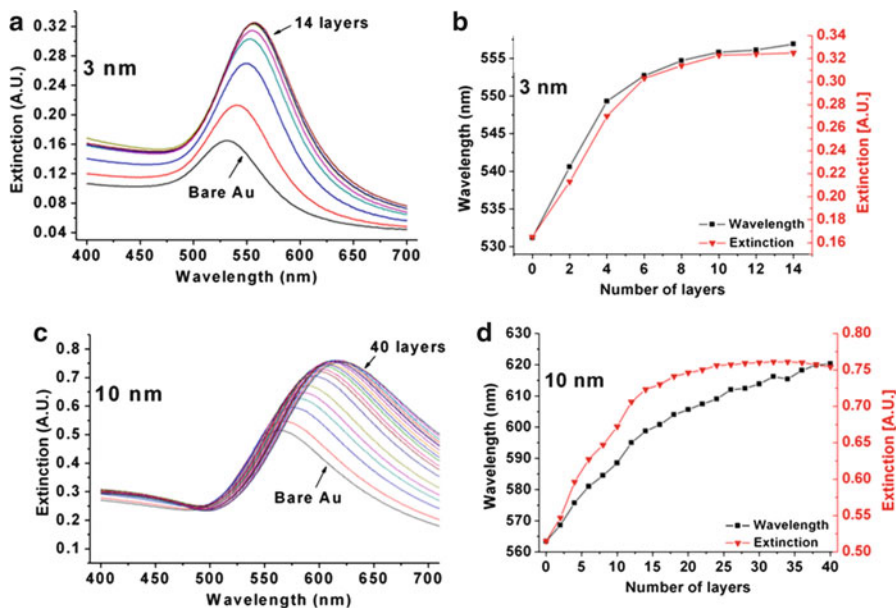 a
0.32
0.28
0.24
0.20
0.16
0.12
0.08
0.04
Extinction (A.U.)
3 nm
14 layers
Bare Au
400 450 500 550 600 650 700
Wavelength (nm)
b
555
550
545
540
535
530
Wavelength (nm)
3 nm
0.34
0.32
0.30
0.28
0.26
0.24
0.22
0.20
0.18
0.16
Extinction [A.U.]
Wavelength
Extinction
0 2 4 6 8 10 12 14
Number of layers
c
0.8
0.7
0.6
0.5
0.4
0.3
0.2
0.1
Extinction (A.U.)
10 nm
40 layers
Bare Au
400 450 500 550 600 650 700
Wavelength (nm)
d
630
620
610
600
590
580
570
560
Wavelength (nm)
10 nm
0.80
0.75
0.70
0.65
0.60
0.55
0.50
Extinction [A.U.]
Wavelength
Extinction
0 5 10 15 20 25 30 35 40
Number of layers